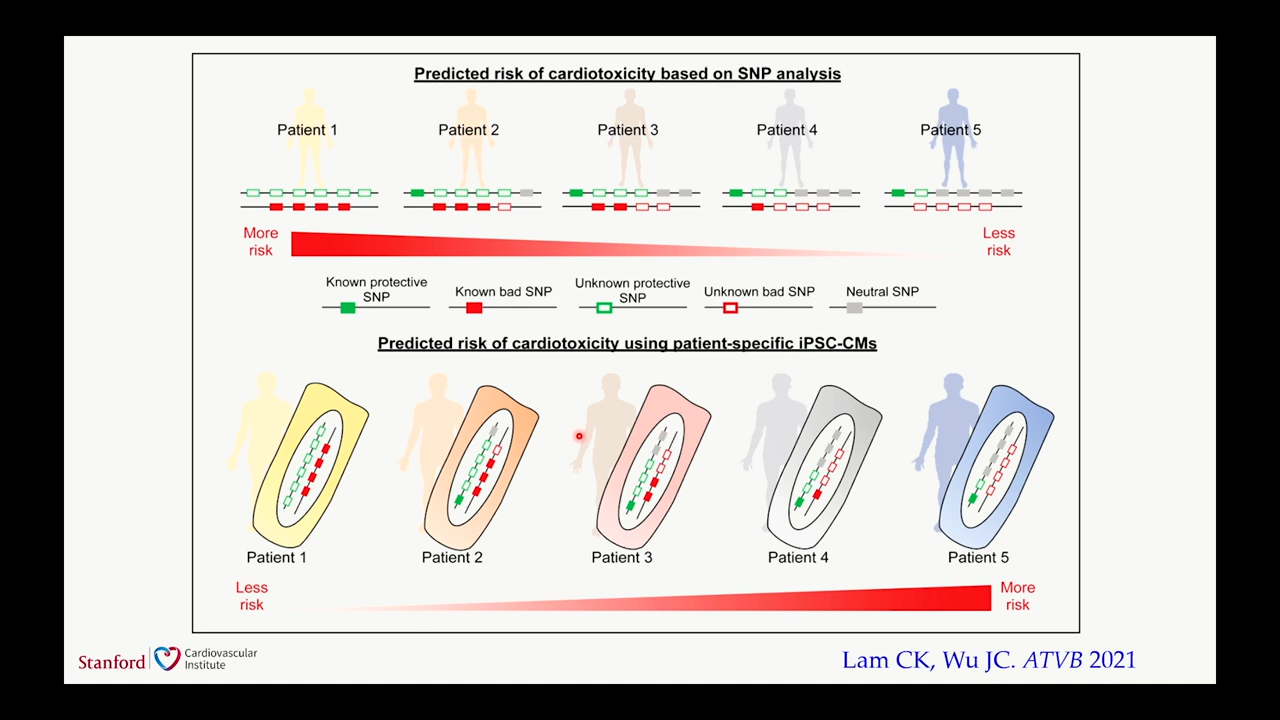 Predicted risk of cardiotoxicity based on SNP analysis
Patient 1
Patient 2
Patient 3
Patient 4
Patient 5
More
risk
Less
risk
Known protective
SNP
Known bad SNP
Unknown protective
SNP
Unknown bad SNP
Neutral SNP
Predicted risk of cardiotoxicity using patient-specific iPSC-CMs
Patient 1
Patient 2
Patient 3
Patient 4
Patient 5
Less
risk
More
risk
Stanford
Cardiovascular
Institute
Lam CK, Wu JC. ATVB 2021